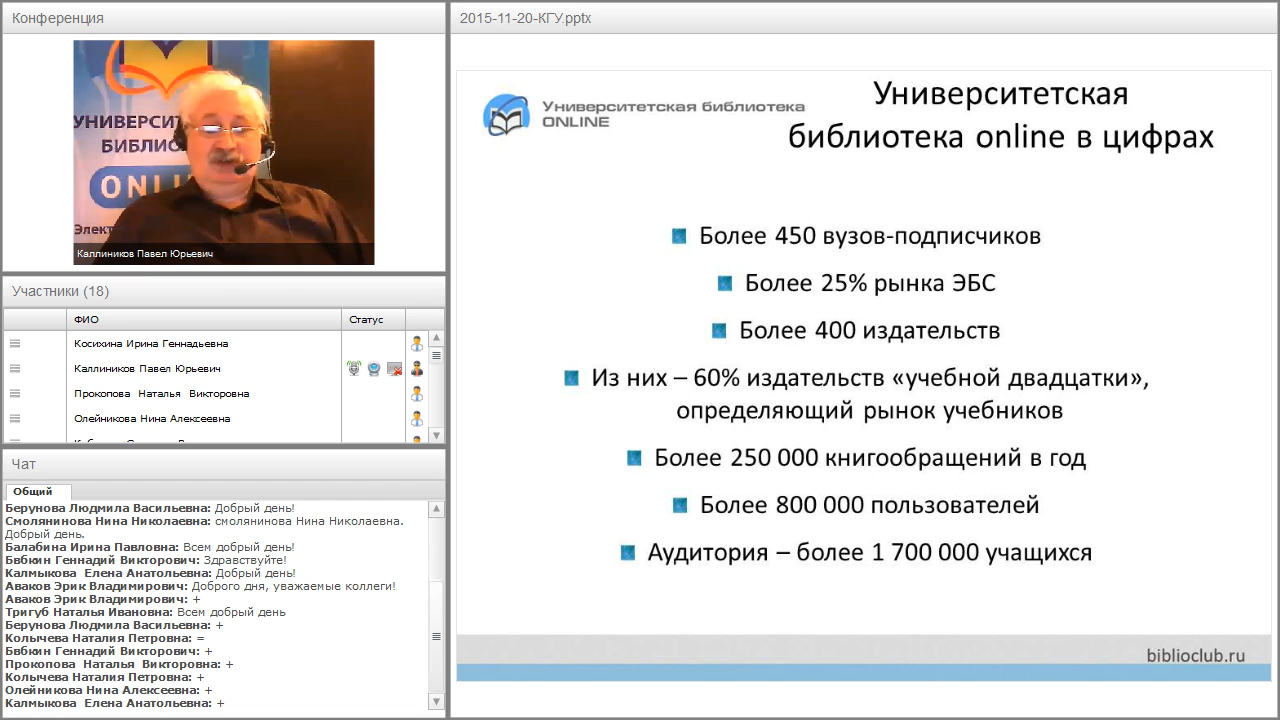 Конференция
УНИВЕРСИТ
БИБЛИО
ONLI
Элект
Каллиников Павел Юрьевич
Участники (18)
ФИО
Статус
Косихина Ирина Геннадьевна
Каллиников Павел Юрьевич
Прокопова Наталья Викторовна
Олейникова Нина Алексеевна
Чат
Общий
Берунова Людмила Васильевна: Добрый день!
Смолянинова Нина Николаевна: смолянинова Нина Николаевна.
Добрый день.
Балабина Ирина Павловна: Всем добрый день!
Бвбкин Геннадий Викторович: Здравствуйте!
Калмыкова Елена Анатольевна: Добрый день!
Аваков Эрик Владимирович: Доброго дня, уважаемые коллеги!
Аваков Эрик Владимирович: +
Тригуб Наталья Ивановна: Всем добрый день
Берунова Людмила Васильевна: +
Колычева Наталия Петровна: =
Бвбкин Геннадий Викторович: +
Прокопова Наталья Викторовна: +
Колычева Наталия Петровна: +
Олейникова Нина Алексеевна: +
Калмыкова Елена Анатольевна: +
2015-11-20-КГУ.pptx
Университетская библиотека
ONLINE
Университетская
библиотека online в цифрах
Более 450 вузов-подписчиков
Более 25% рынка ЭБС
Более 400 издательств
Из них – 60% издательств «учебной двадцатки»,
определяющий рынок учебников
Более 250 000 книгообращений в год
Более 800 000 пользователей
Аудитория – более 1 700 000 учащихся
biblioclub.ru